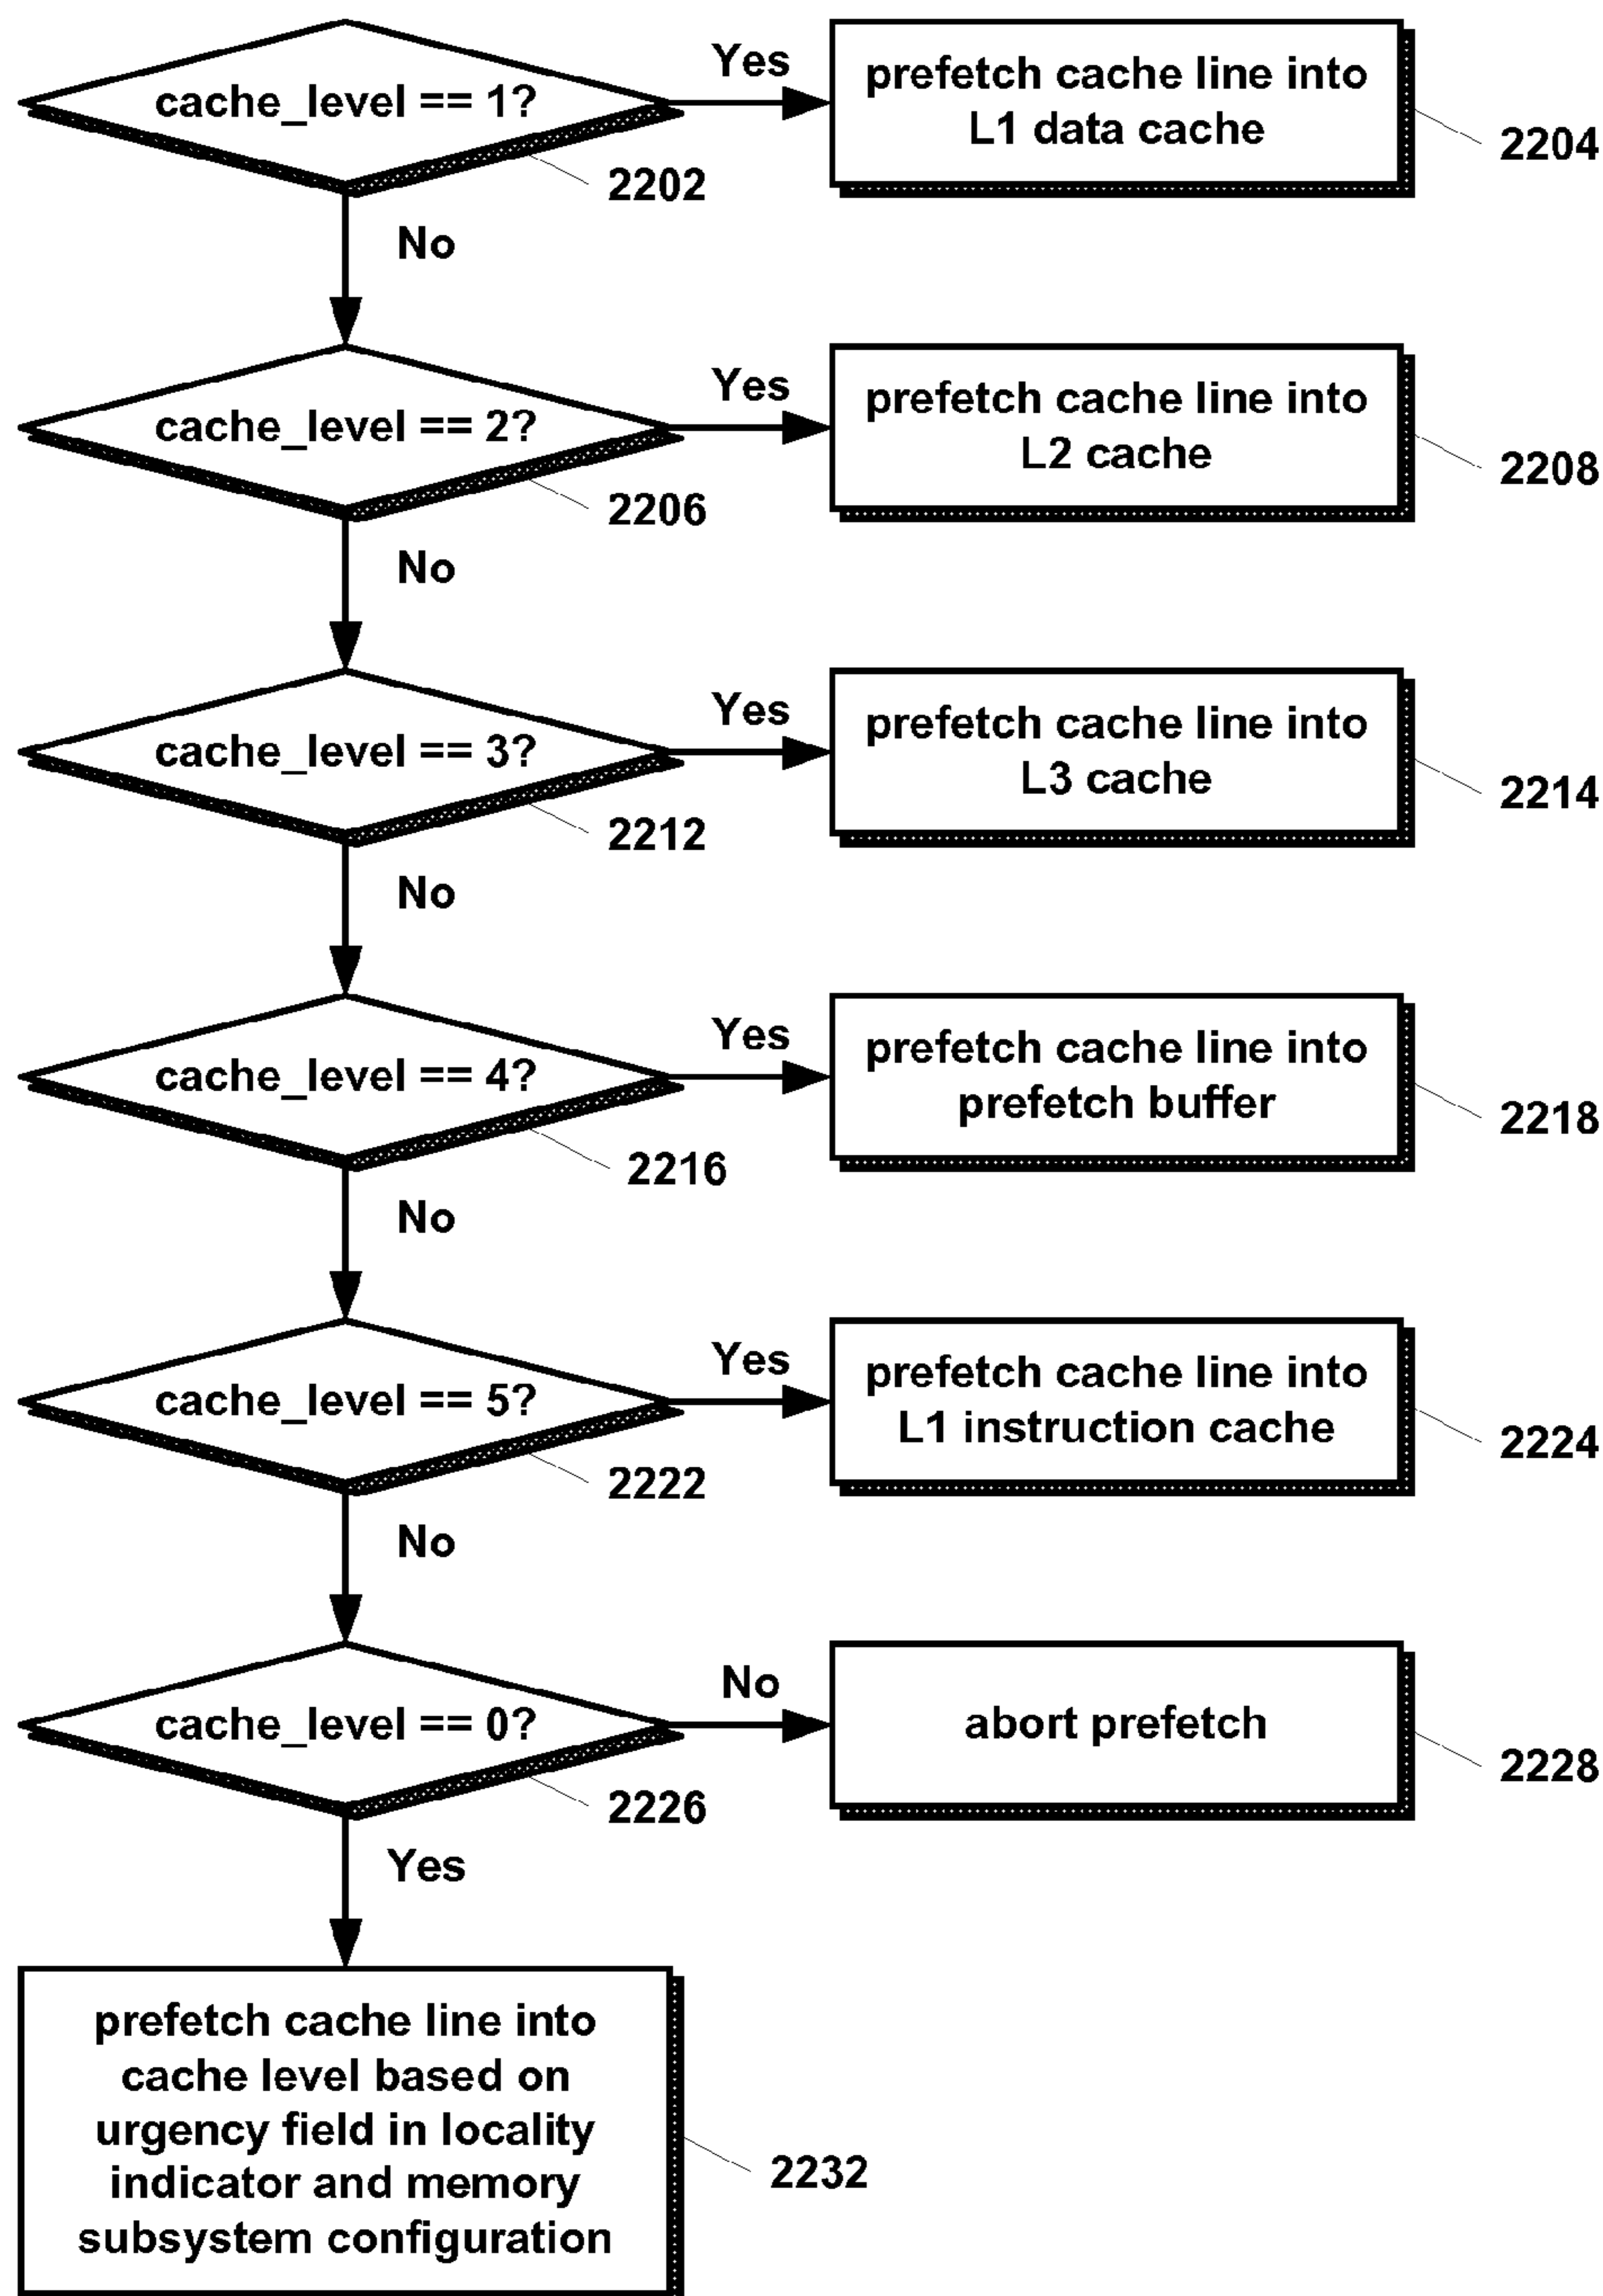 cache_level == 1?
Yes
prefetch cache line into
L1 data cache
2204
2202
No
cache_level == 2?
Yes
prefetch cache line into
L2 cache
2208
2206
No
cache_level == 3?
Yes
prefetch cache line into
L3 cache
2214
2212
No
cache_level == 4?
Yes
prefetch cache line into
prefetch buffer
2218
2216
No
cache_level == 5?
Yes
prefetch cache line into
L1 instruction cache
2224
2222
No
cache_level == 0?
No
abort prefetch
2228
2226
Yes
prefetch cache line into
cache level based on
urgency field in locality
indicator and memory
subsystem configuration
2232